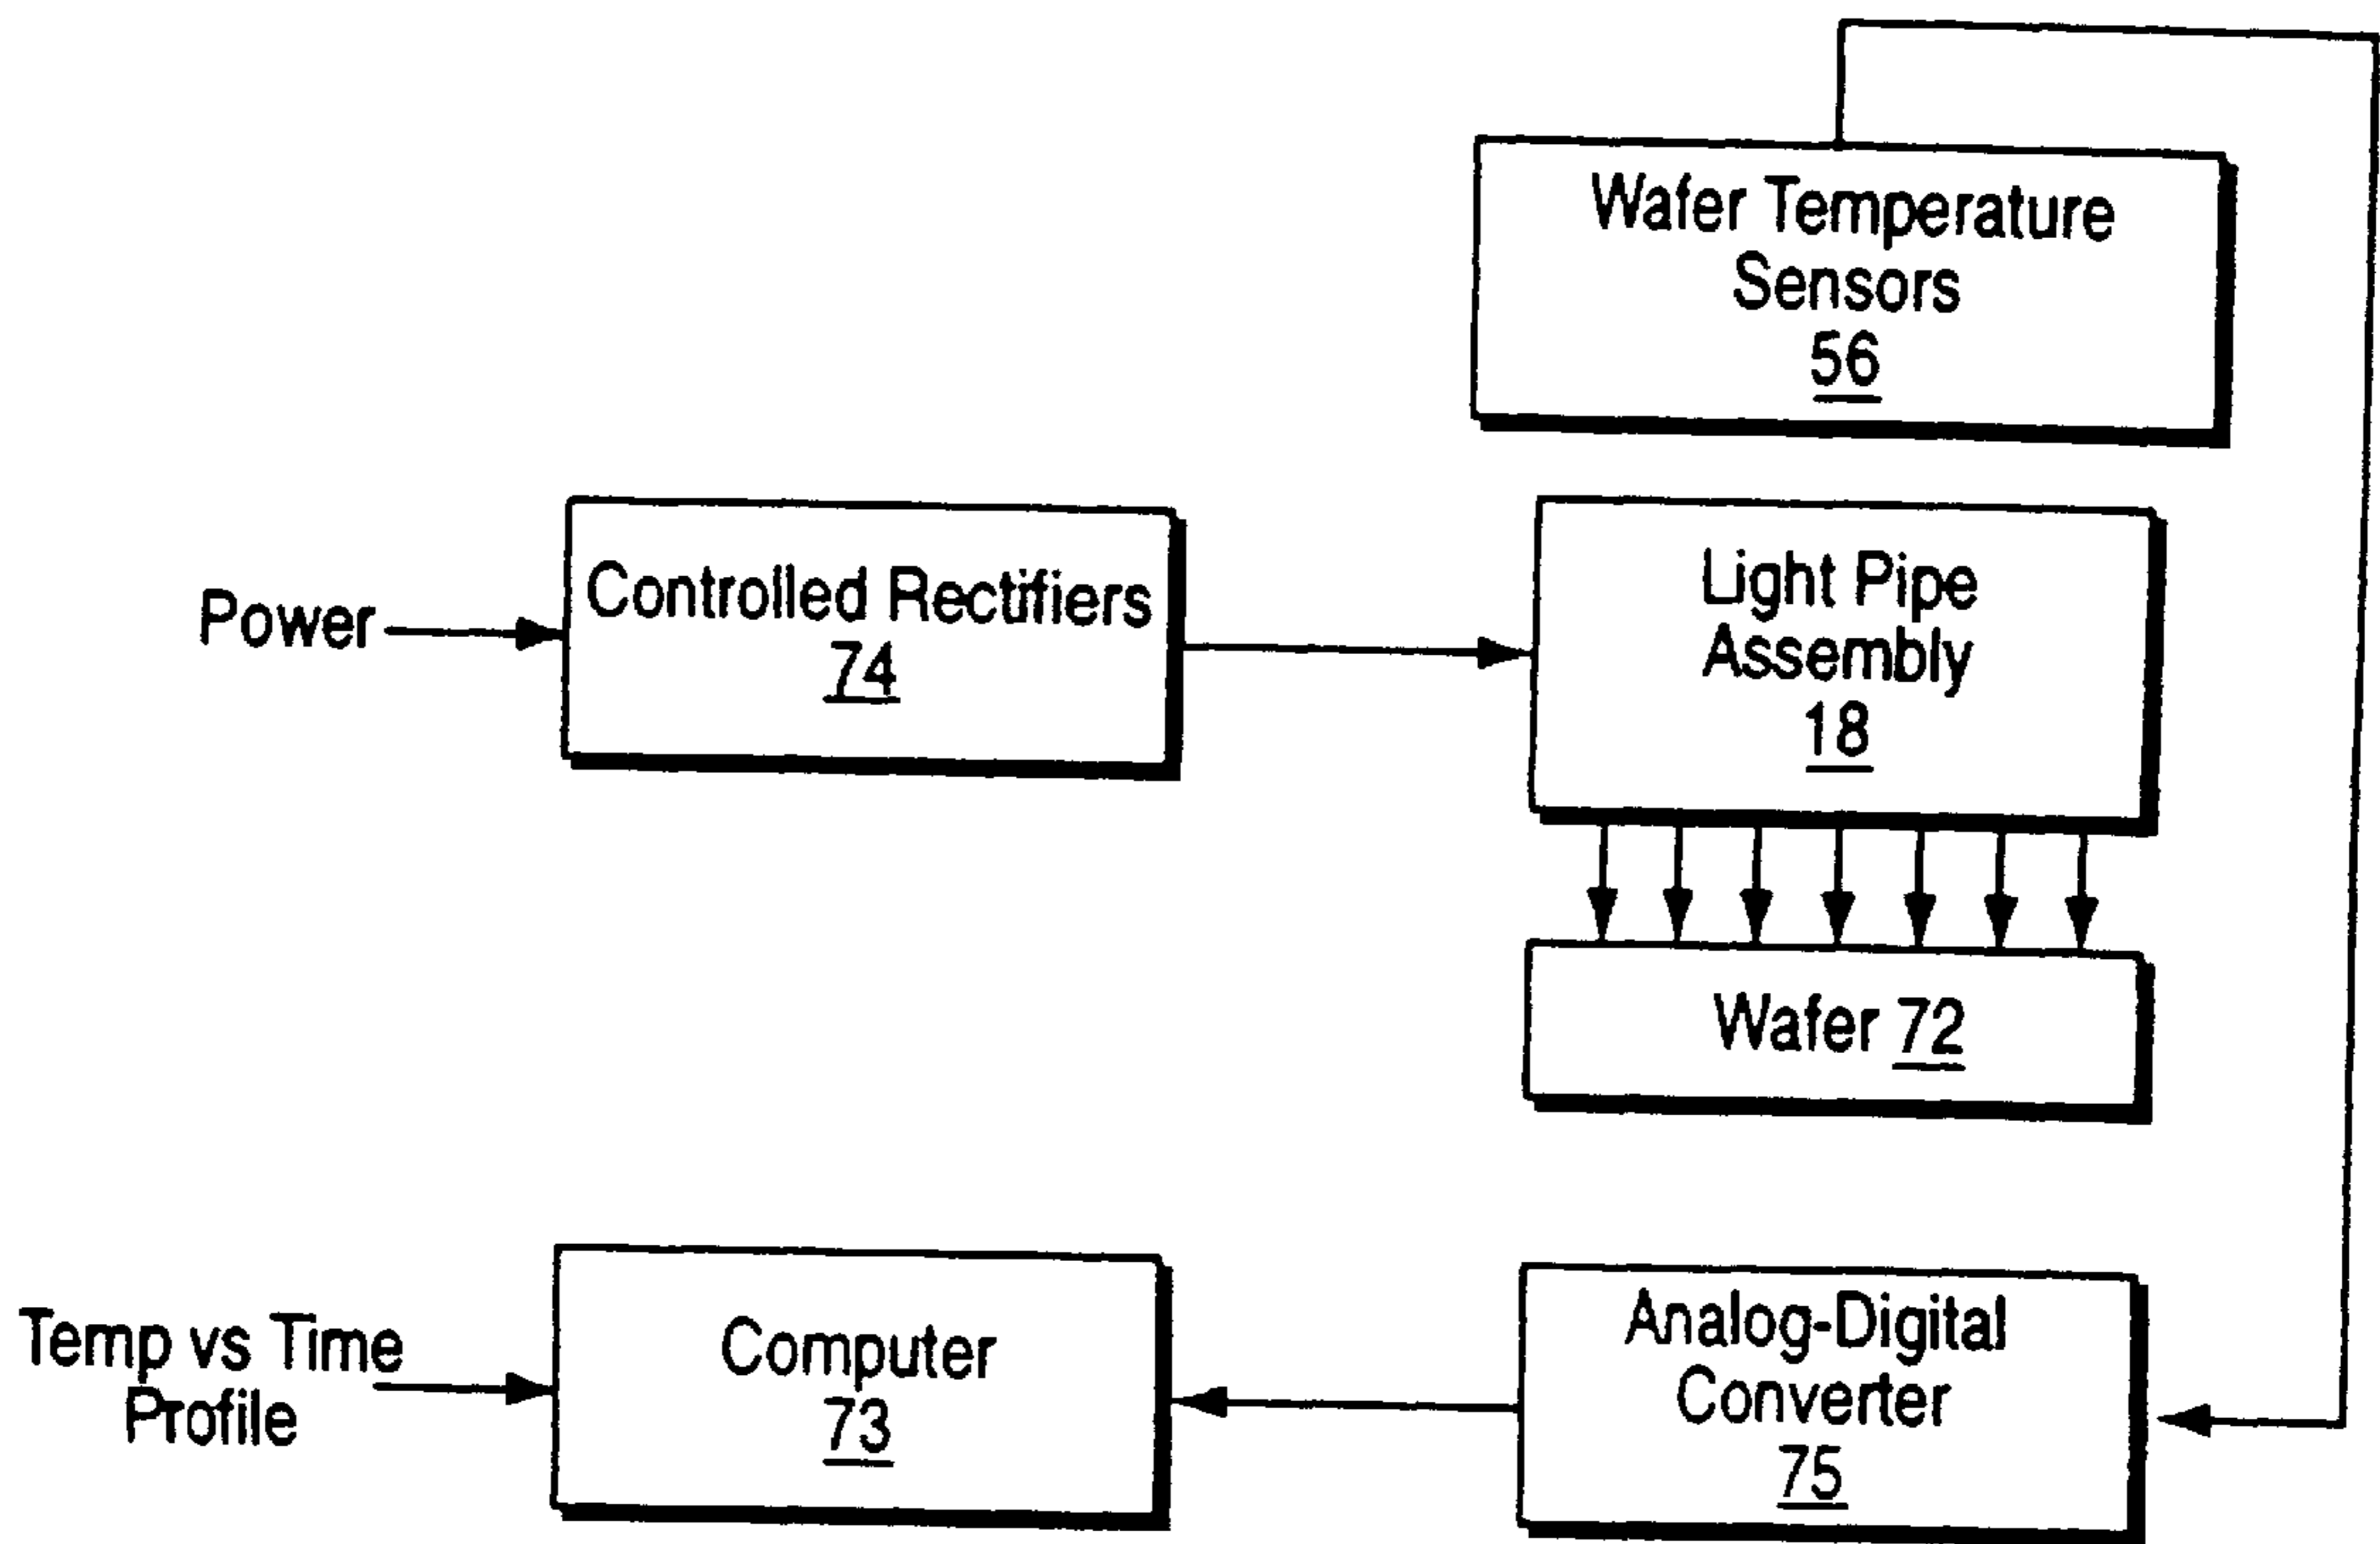 Wafer Temperature
Sensors
56
Power
Controlled Rectifiers
74
Light Pipe
Assembly
18
Wafer 72
Temp vs Time
Profile
Computer
73
Analog-Digital
Converter
75